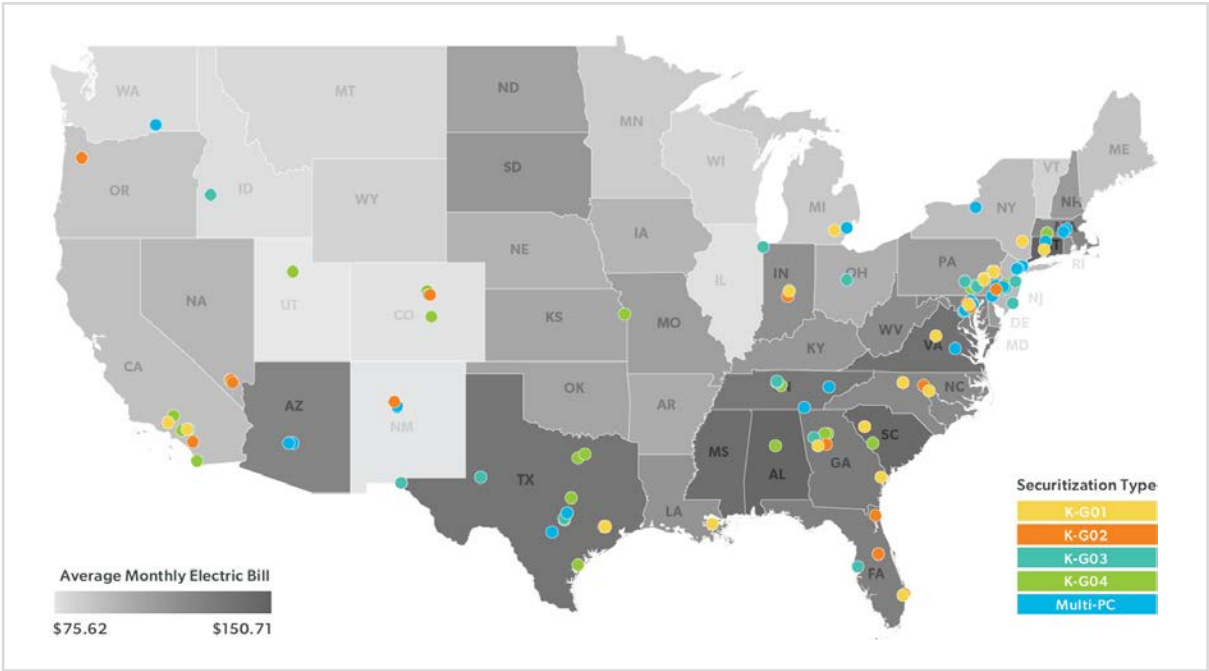 WA
MT
ND
MN
ME
VT
NH
OR
ID
SD
WI
MI
NY
WY
IA
NE
PA
RI
NA
IL
IN
OH
NJ
UT
CO
KS
MO
WV
DE
MD
VA
KY
CA
NC
OK
AR
AZ
NM
SC
MS
AL
GA
TX
LA
FA
Securitization Type
K-G01
K-G02
K-G03
K-G04
Multi-PC
Average Monthly Electric Bill
$75.62 $150.71